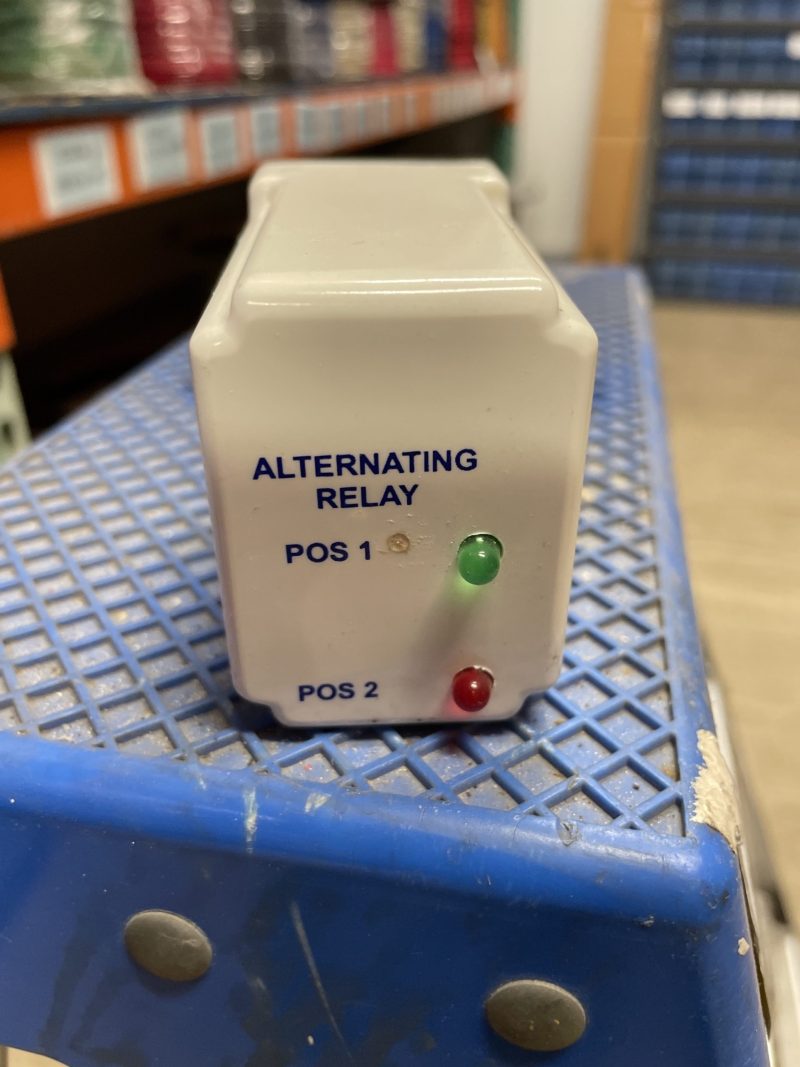 ALTERNATING
RELAY
POS 1
POS 2